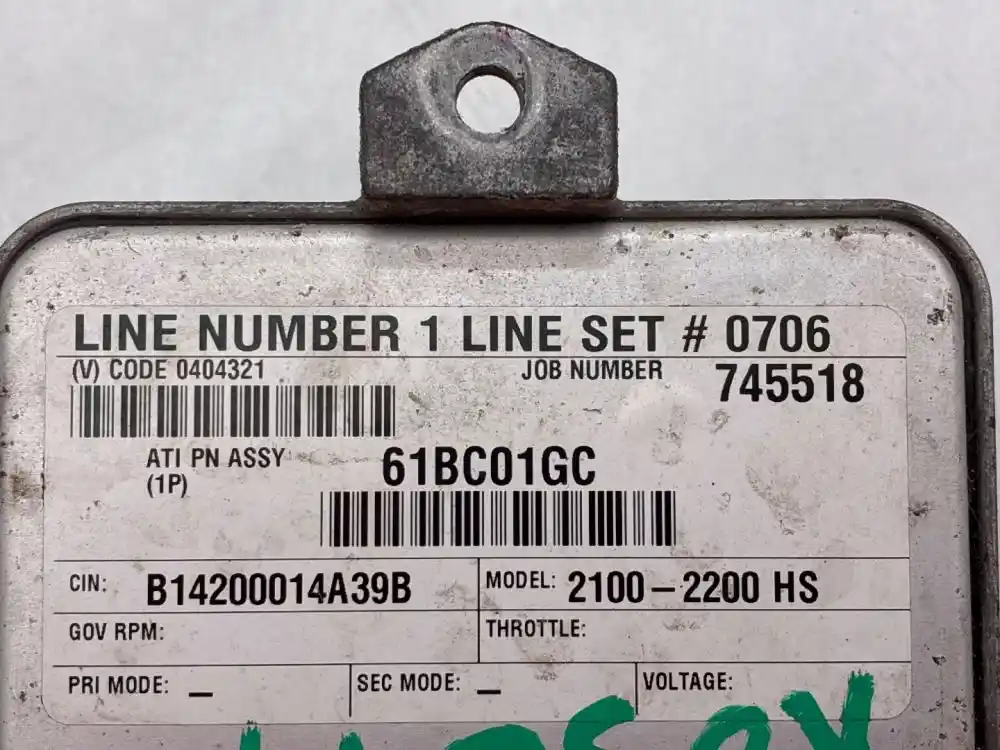 LINE NUMBER 1 LINE SET # 0706
(V) CODE 0404321 JOB NUMBER 745518
ATI PN ASSY 61BC01GC
(1P)
CIN: B14200014A39B MODEL: 2100-2200 HS
GOV RPM: THROTTLE:
PRI MODE: _ SEC MODE: _ VOLTAGE: